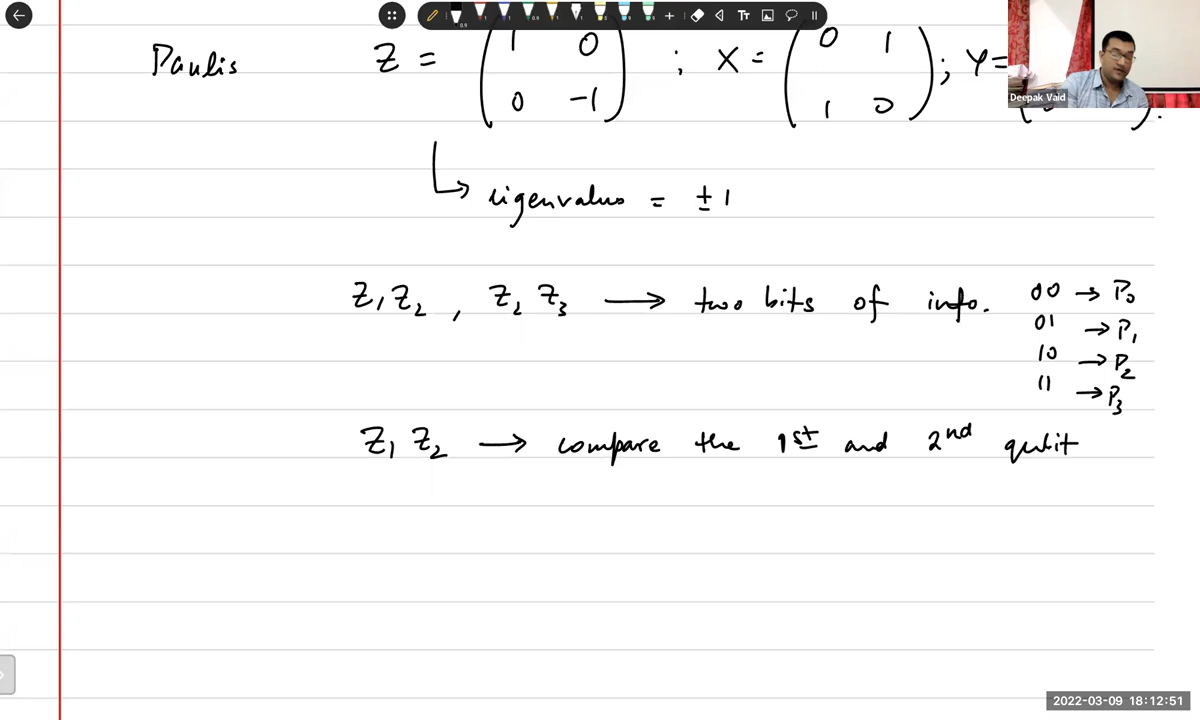 Tт
Paulis Z = ( 1 0 ; X = ( 0 1 ; Y =
0 -1 ) 1 0 )
Deepak Vaid
↳ eigenvalues = ± 1
Z₁Z₂ , Z₂ Z₃ → two bits of info. 00 → P₀
01 → P₁
10 → P₂
11 → P₃
Z₁ Z₂ → compare the 1st and 2nd qubit
2022-03-09 18:12:51